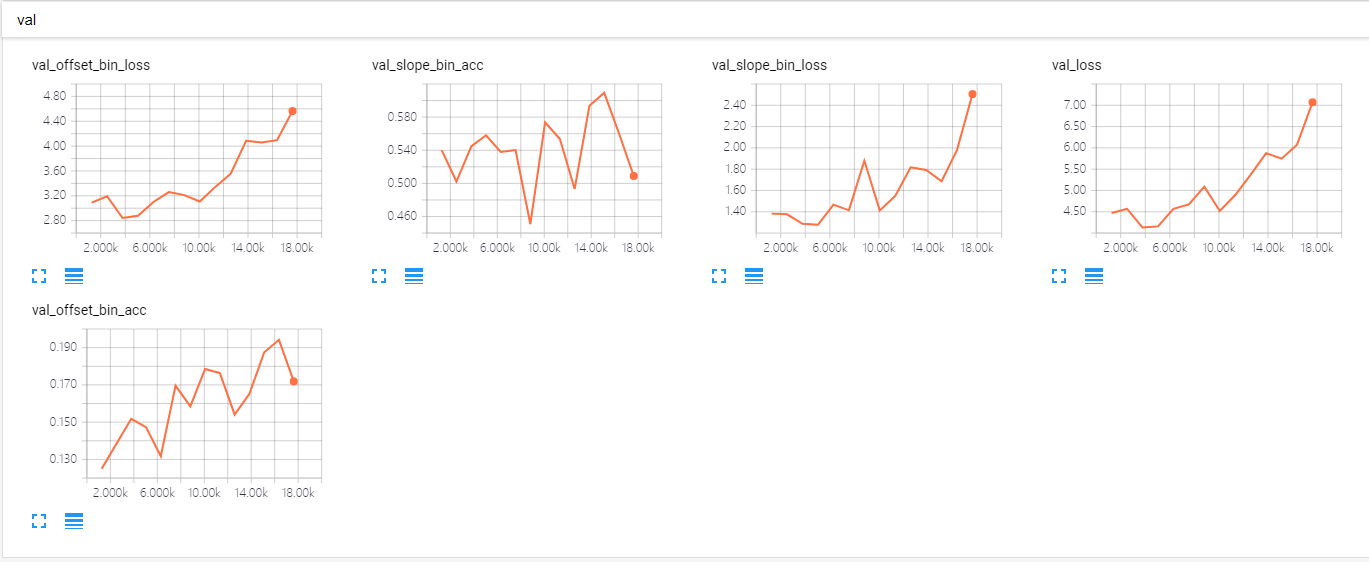 val
val_offset_bin_loss
4.80
4.40
4.00
3.60
3.20
2.80
2.000k 6.000k 10.00k 14.00k 18.00k
val_slope_bin_acc
0.580
0.540
0.500
0.460
2.000k 6.000k 10.00k 14.00k 18.00k
val_slope_bin_loss
2.40
2.20
2.00
1.80
1.60
1.40
2.000k 6.000k 10.00k 14.00k 18.00k
val_loss
7.00
6.50
6.00
5.50
5.00
4.50
2.000k 6.000k 10.00k 14.00k 18.00k
val_offset_bin_acc
0.190
0.170
0.150
0.130
2.000k 6.000k 10.00k 14.00k 18.00k